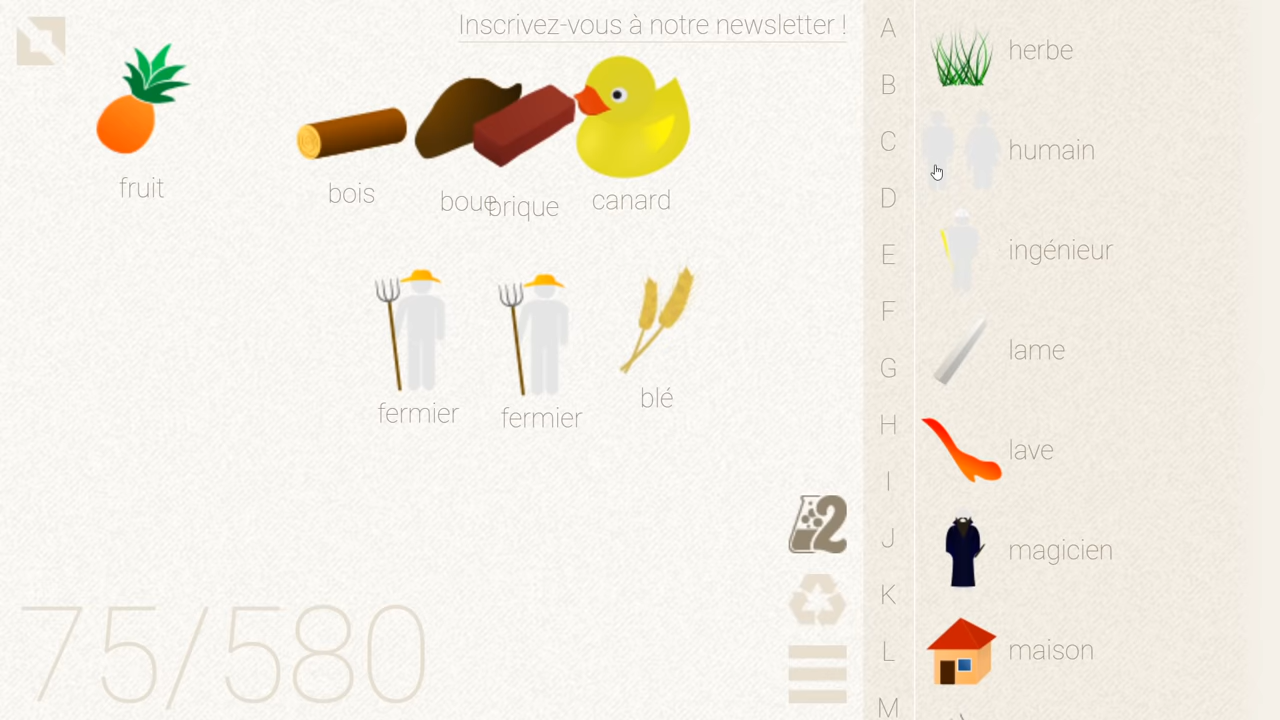 Inscrivez-vous à notre newsletter !
fruit
bois
boue
brique
canard
fermier
fermier
blé
2
75/580
A
B
C
D
E
F
G
H
I
J
K
L
M
herbe
humain
ingénieur
lame
lave
magicien
maison